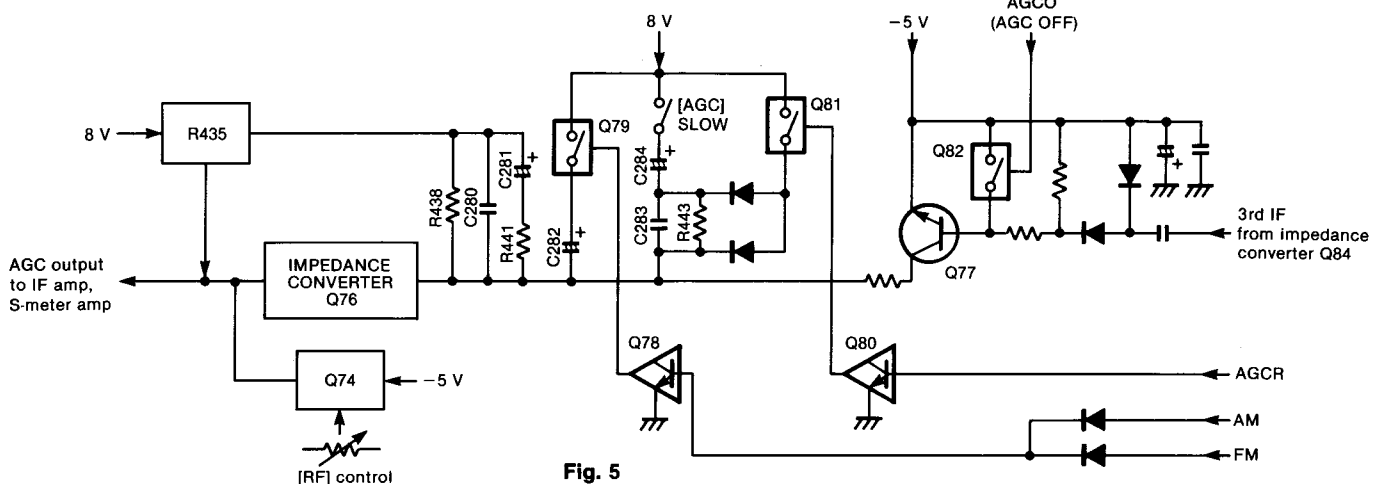 AGCO
(AGC OFF)
8 V
−5 V
8 V
R435
Q79
[AGC]
SLOW
Q81
Q82
C284
C281
R438
C280
R441
C282
C283
R443
Q77
3rd IF
from impedance
converter Q84
AGC output
to IF amp,
S-meter amp
IMPEDANCE
CONVERTER
Q76
Q78
Q80
Q74
−5 V
AGCR
AM
FM
[RF] control
Fig. 5